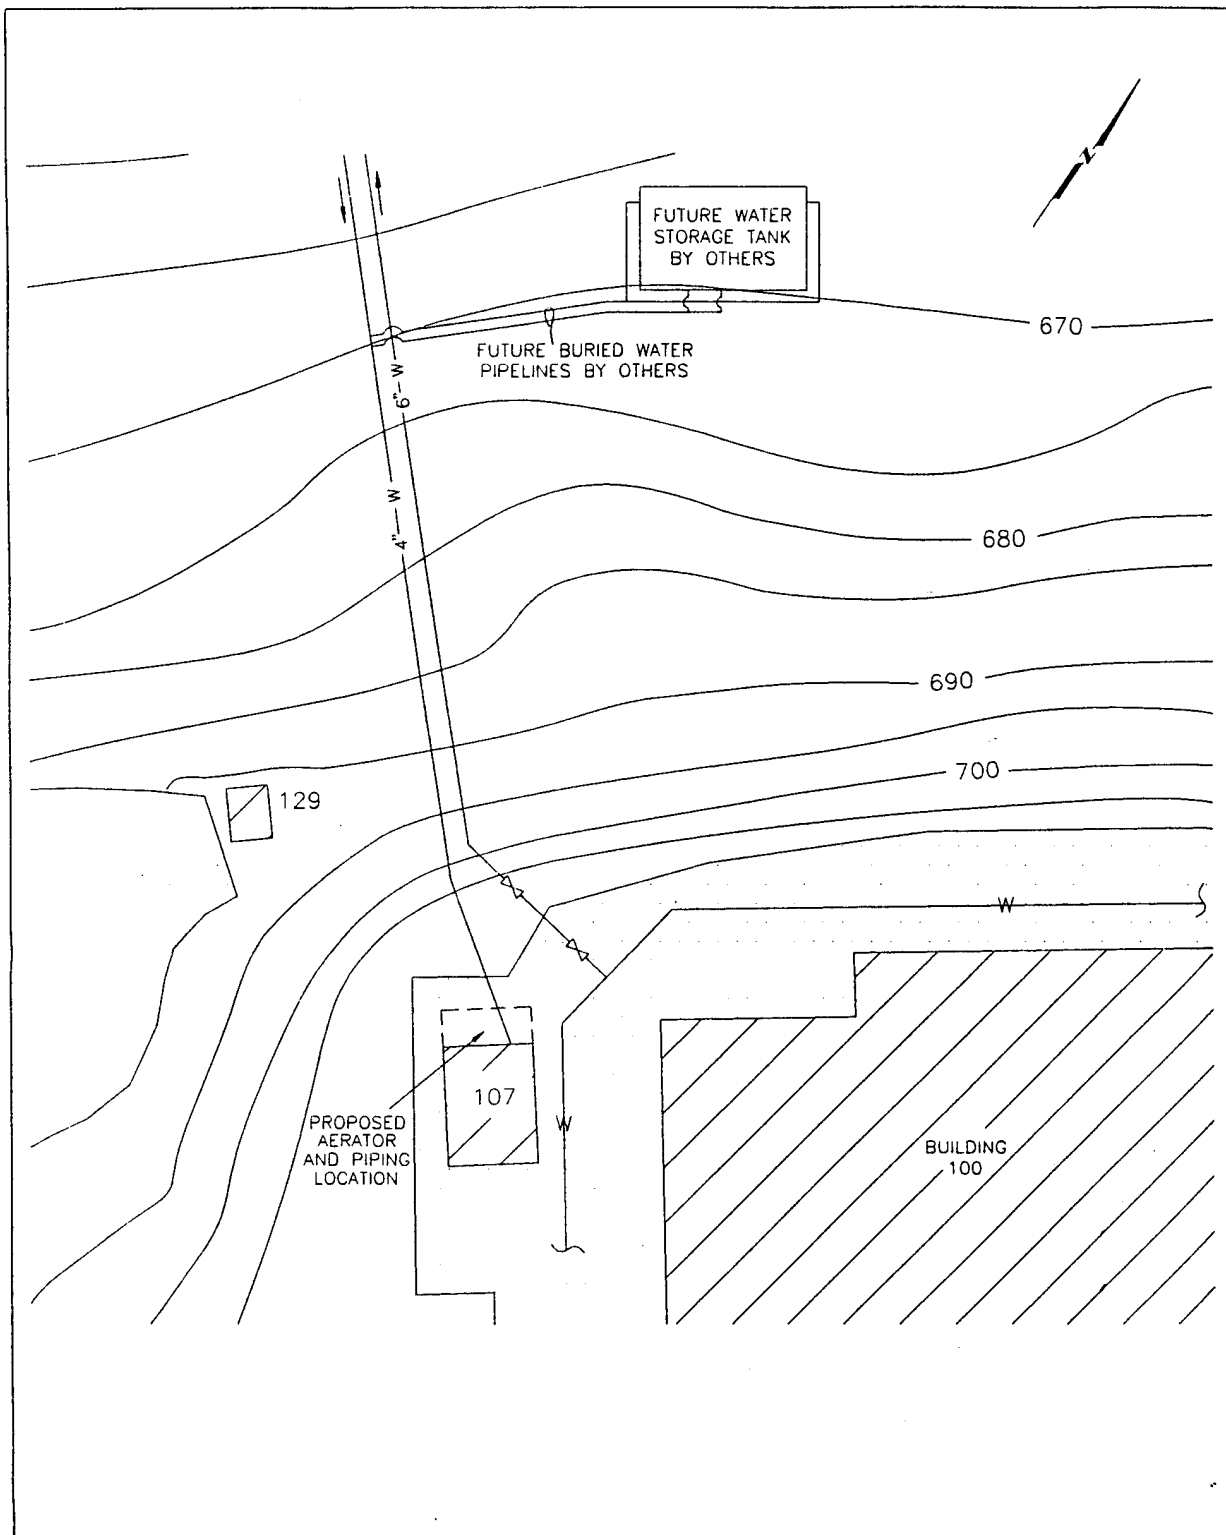 N
FUTURE WATER
STORAGE TANK
BY OTHERS
670
FUTURE BURIED WATER
PIPELINES BY OTHERS
6" W
4" W
680
690
700
129
W
107
PROPOSED
AERATOR
AND PIPING
LOCATION
W
BUILDING
100